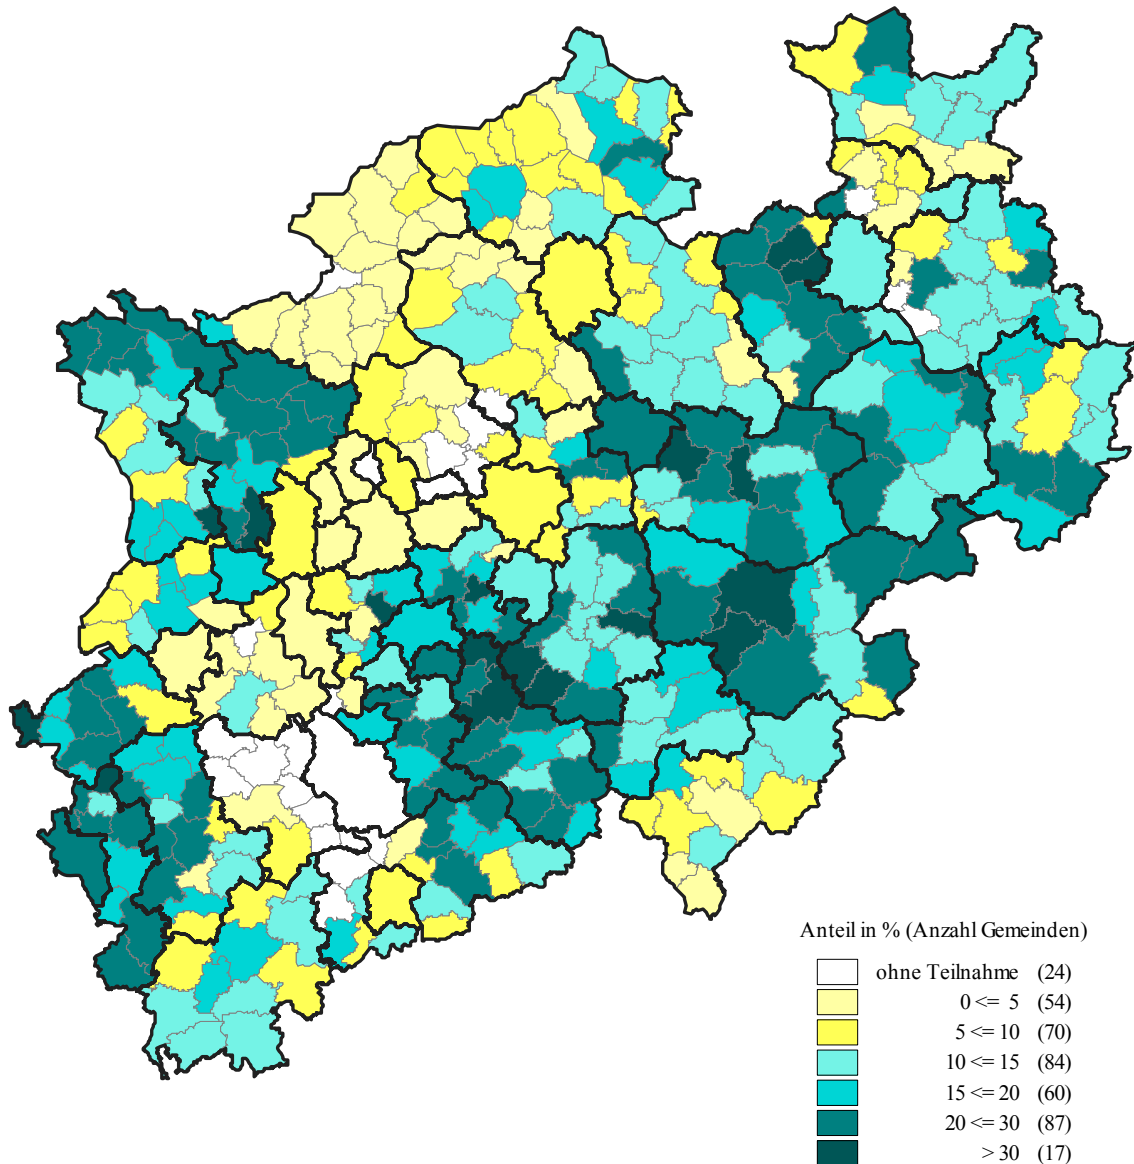 Anteil in % (Anzahl Gemeinden)
ohne Teilnahme (24)
0 <= 5 (54)
5 <= 10 (70)
10 <= 15 (84)
15 <= 20 (60)
20 <= 30 (87)
> 30 (17)